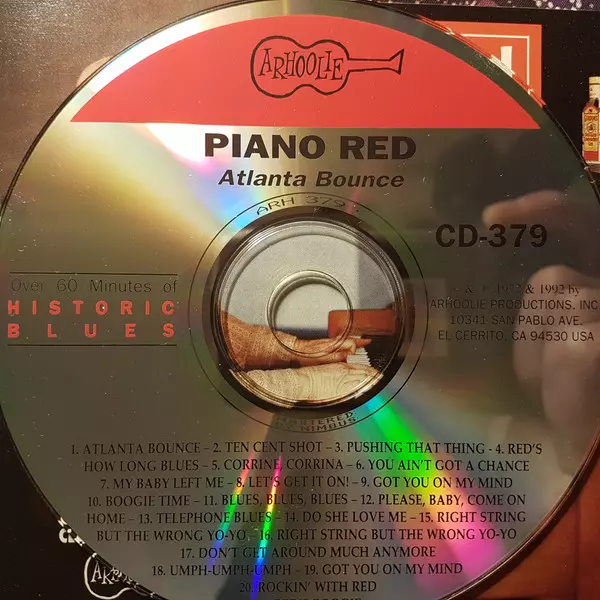 ARHOOLIE
PIANO RED
Atlanta Bounce
ARH 379
CD-379
Over 60 Minutes of
HISTORIC
BLUES
& 1992 by
ARHOOLIE PRODUCTIONS, INC.
10341 SAN PABLO AVE.
EL CERRITO, CA 94530 USA
MASTERED
BY NIMBUS
1. ATLANTA BOUNCE – 2. TEN CENT SHOT – 3. PUSHING THAT THING - 4. RED'S
HOW LONG BLUES – 5. CORRINE, CORRINA – 6. YOU AIN'T GOT A CHANCE
7. MY BABY LEFT ME – 8. LET'S GET IT ON! – 9. GOT YOU ON MY MIND
10. BOOGIE TIME – 11. BLUES, BLUES, BLUES – 12. PLEASE, BABY, COME ON
HOME – 13. TELEPHONE BLUES – 14. DO SHE LOVE ME – 15. RIGHT STRING
BUT THE WRONG YO-YO, – 16. RIGHT STRING BUT THE WRONG YO-YO
17. DON'T GET AROUND MUCH ANYMORE
18. UMPH-UMPH-UMPH – 19. GOT YOU ON MY MIND
20. ROCKIN' WITH RED
ARHOOLIE